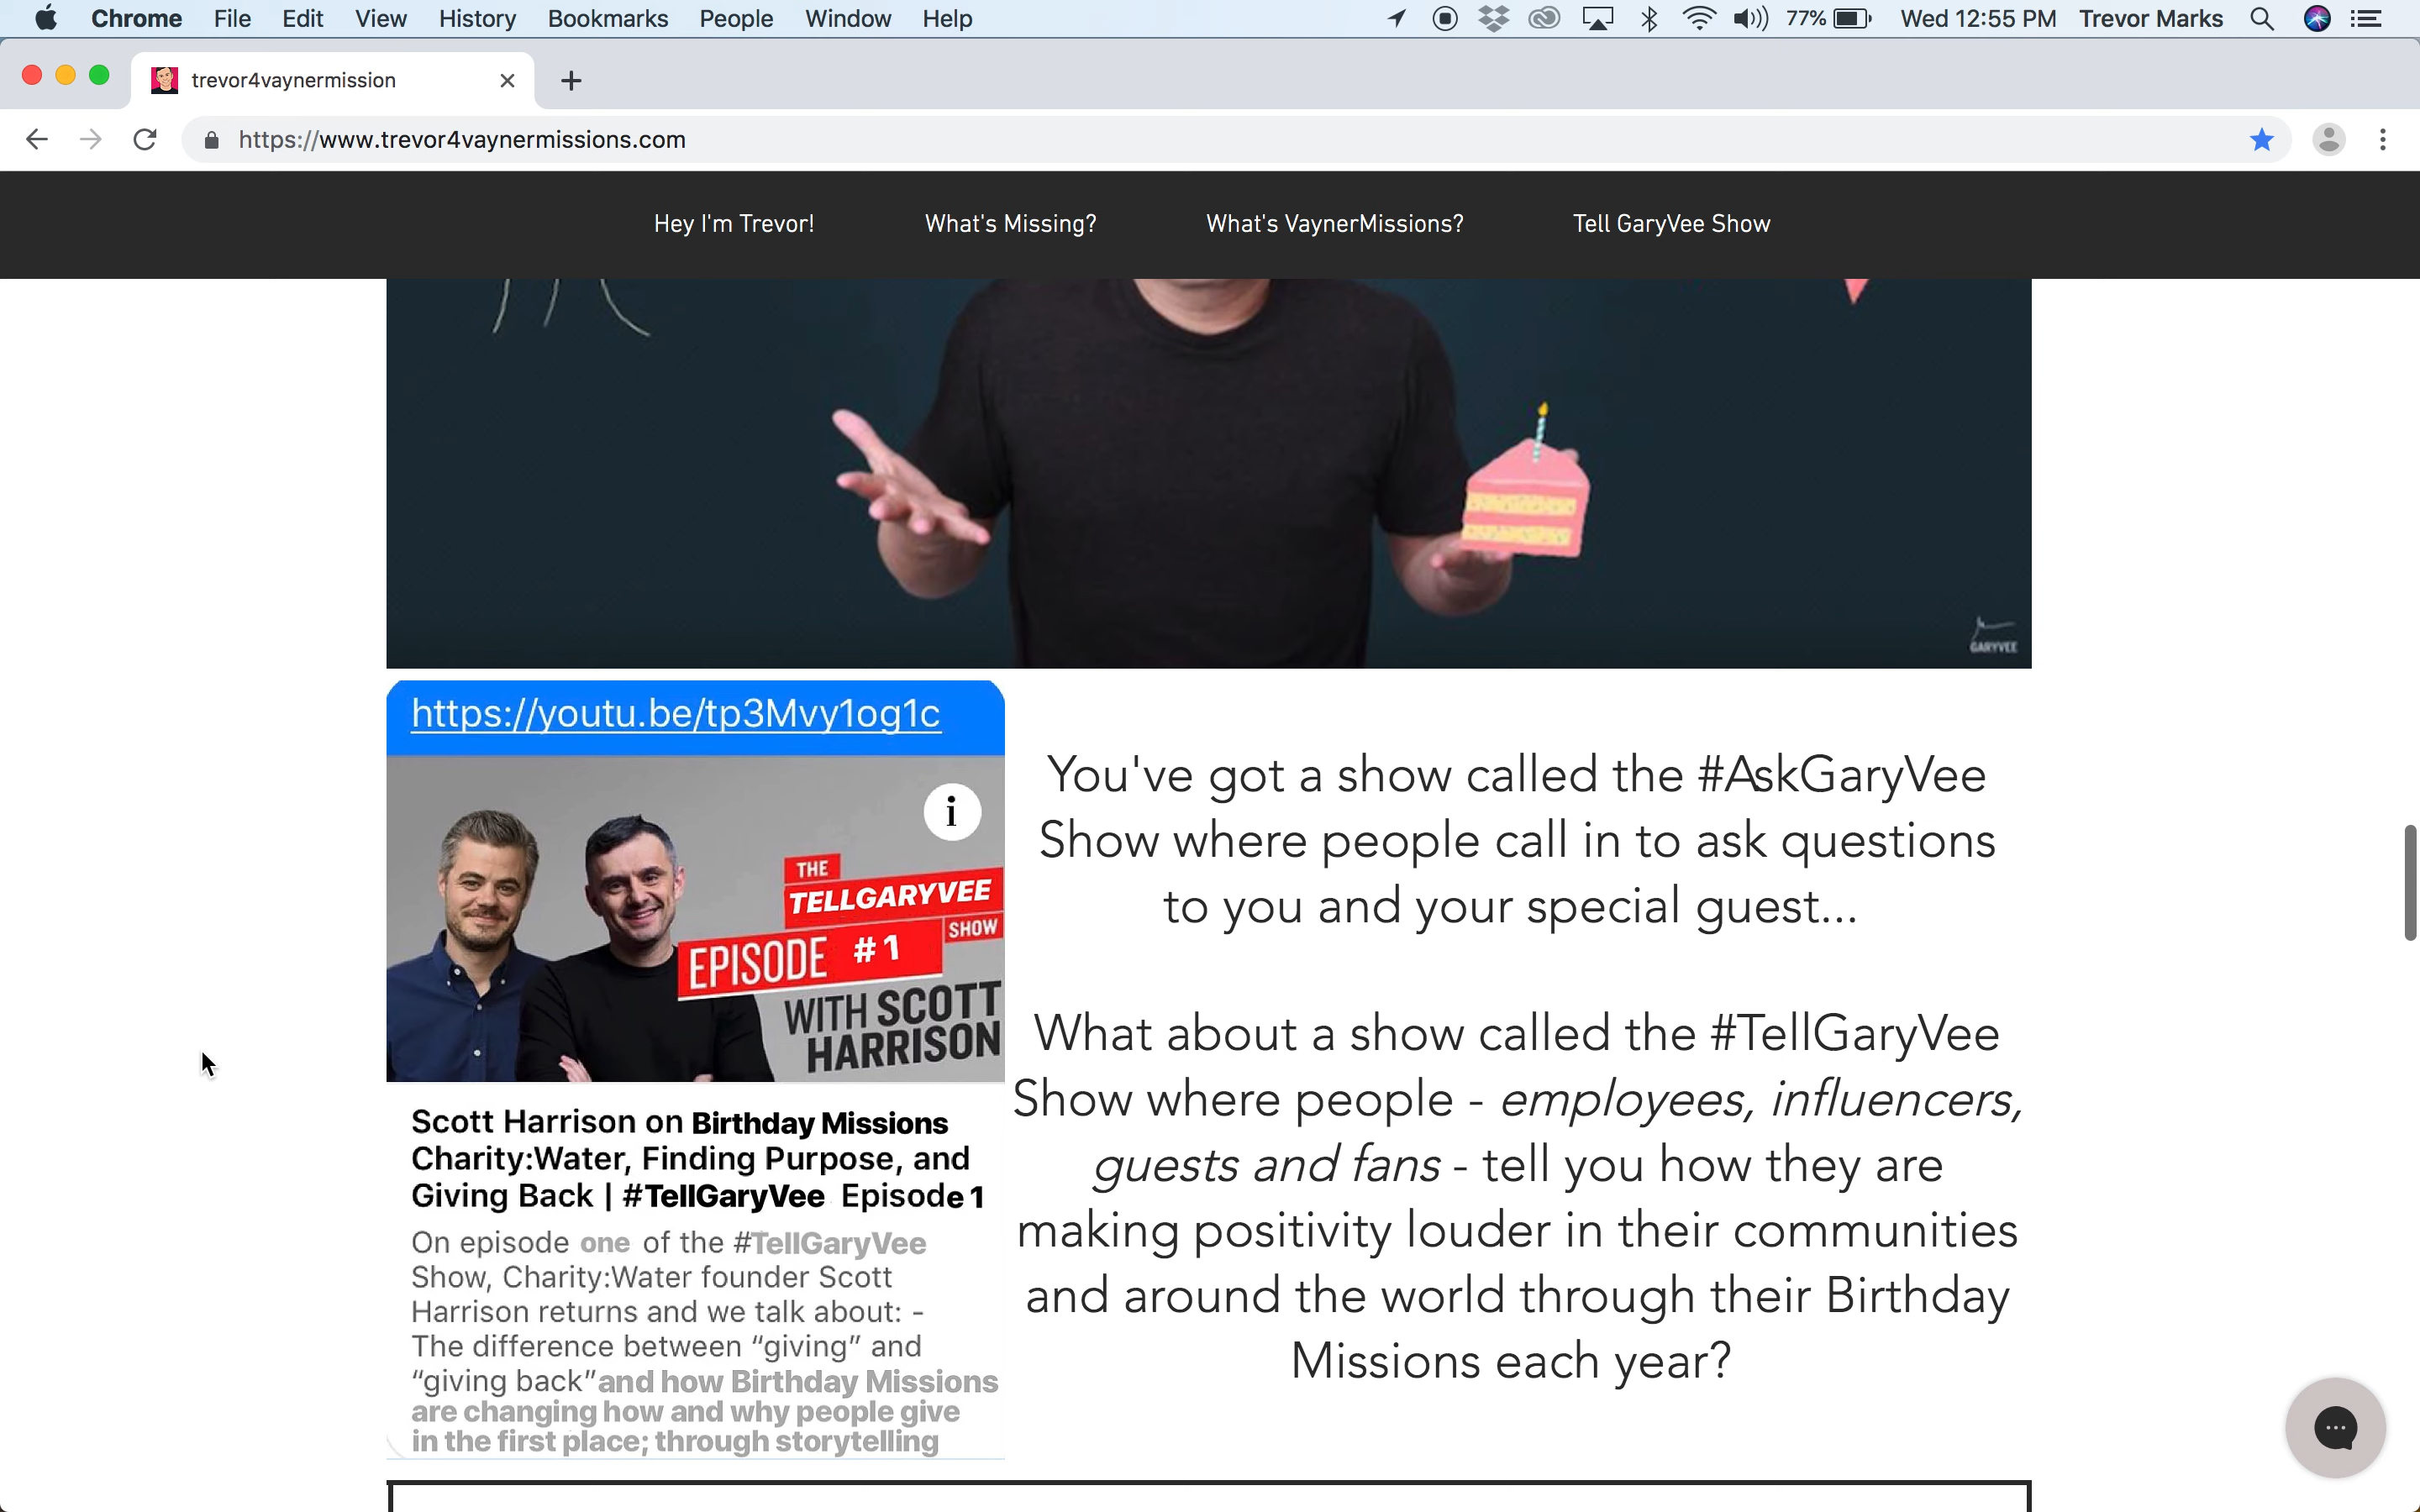 Chrome File Edit View History Bookmarks People Window Help 77% Wed 12:55 PM Trevor Marks
trevor4vaynermission
https://www.trevor4vaynermissions.com
Hey I'm Trevor! What's Missing? What's VaynerMissions? Tell GaryVee Show
GARYVEE
https://youtu.be/tp3Mvy1og1c
i
THE
TELLGARYVEE
SHOW
EPISODE #1
WITH SCOTT
HARRISON
Scott Harrison on Birthday Missions
Charity:Water, Finding Purpose, and
Giving Back | #TellGaryVee Episode 1
On episode one of the #TellGaryVee
Show, Charity:Water founder Scott
Harrison returns and we talk about: -
The difference between “giving” and
“giving back”and how Birthday Missions
are changing how and why people give
in the first place; through storytelling
You've got a show called the #AskGaryVee
Show where people call in to ask questions
to you and your special guest...
What about a show called the #TellGaryVee
Show where people - employees, influencers,
guests and fans - tell you how they are
making positivity louder in their communities
and around the world through their Birthday
Missions each year?